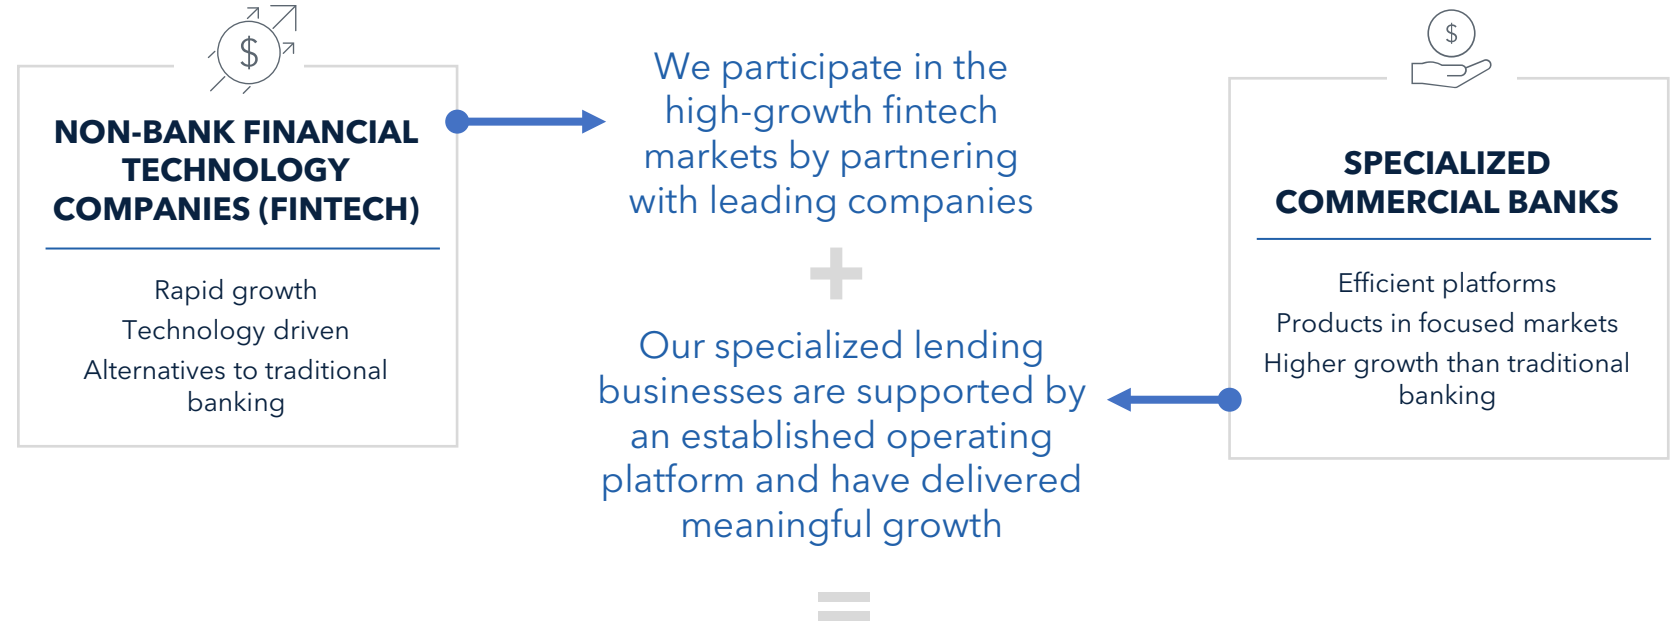 $
NON-BANK FINANCIAL
TECHNOLOGY
COMPANIES (FINTECH)
Rapid growth
Technology driven
Alternatives to traditional
banking
We participate in the
high-growth fintech
markets by partnering
with leading companies
+
Our specialized lending
businesses are supported by
an established operating
platform and have delivered
meaningful growth
=
$
SPECIALIZED
COMMERCIAL BANKS
Efficient platforms
Products in focused markets
Higher growth than traditional
banking